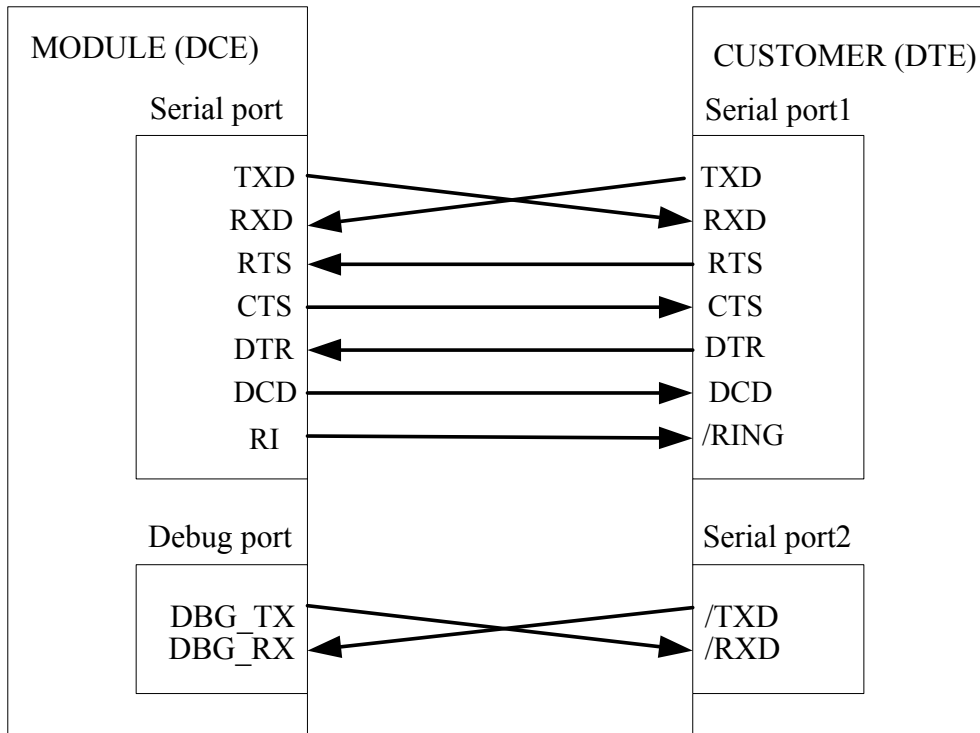 MODULE (DCE)
Serial port
TXD
RXD
RTS
CTS
DTR
DCD
RI
Debug port
DBG_TX
DBG_RX
CUSTOMER (DTE)
Serial port1
TXD
RXD
RTS
CTS
DTR
DCD
/RING
Serial port2
/TXD
/RXD